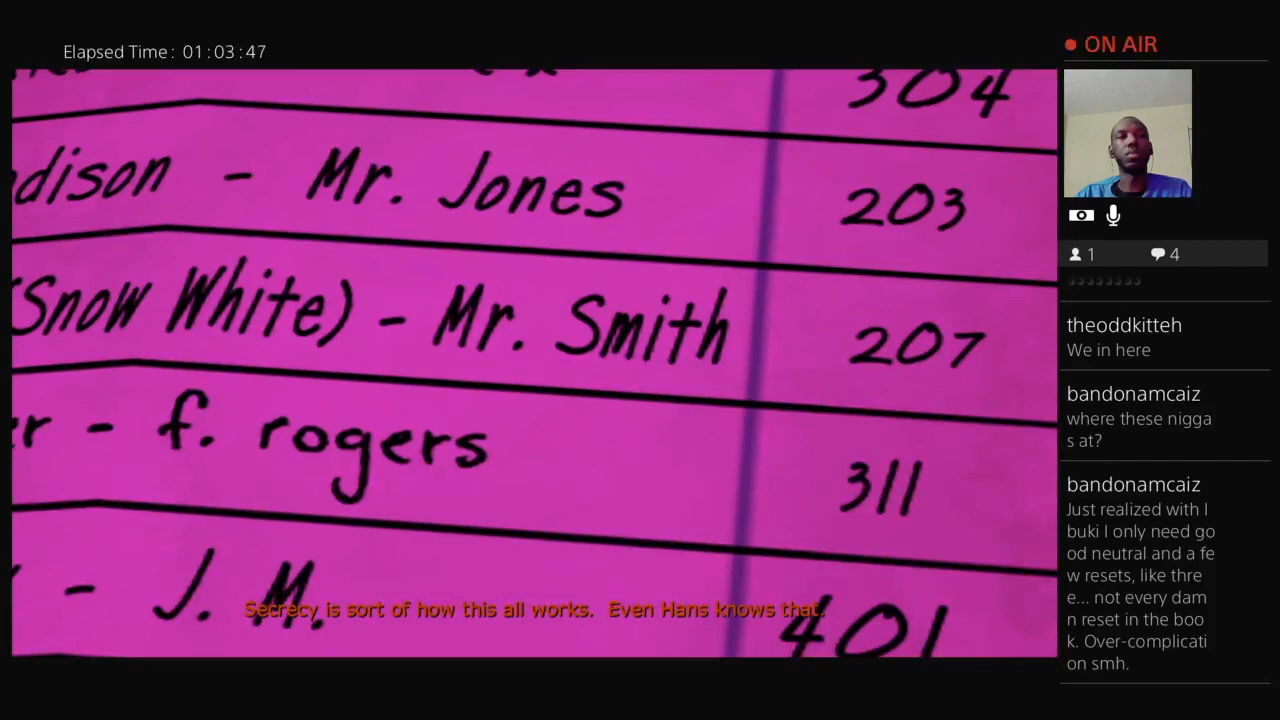 Elapsed Time: 01:03:47
ON AIR
304
dison - Mr. Jones 203
(Snow White) - Mr. Smith 207
er - f. rogers 311
- J. M. 401
Secrecy is sort of how this all works. Even Hans knows that.
1 4
theoddkitteh
We in here
bandonamcaiz
where these nigga
s at?
bandonamcaiz
Just realized with I
buki I only need go
od neutral and a fe
w resets, like thre
e... not every dam
n reset in the boo
k. Over-complicati
on smh.